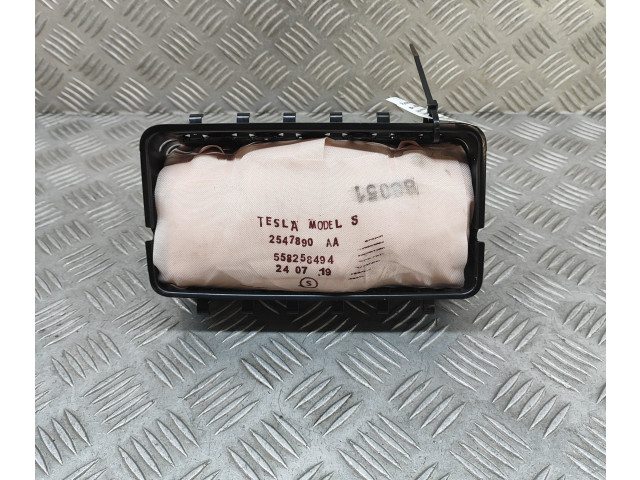 B6051
TESLA MODEL S
2547890 AA
558258494
24 07 19
S